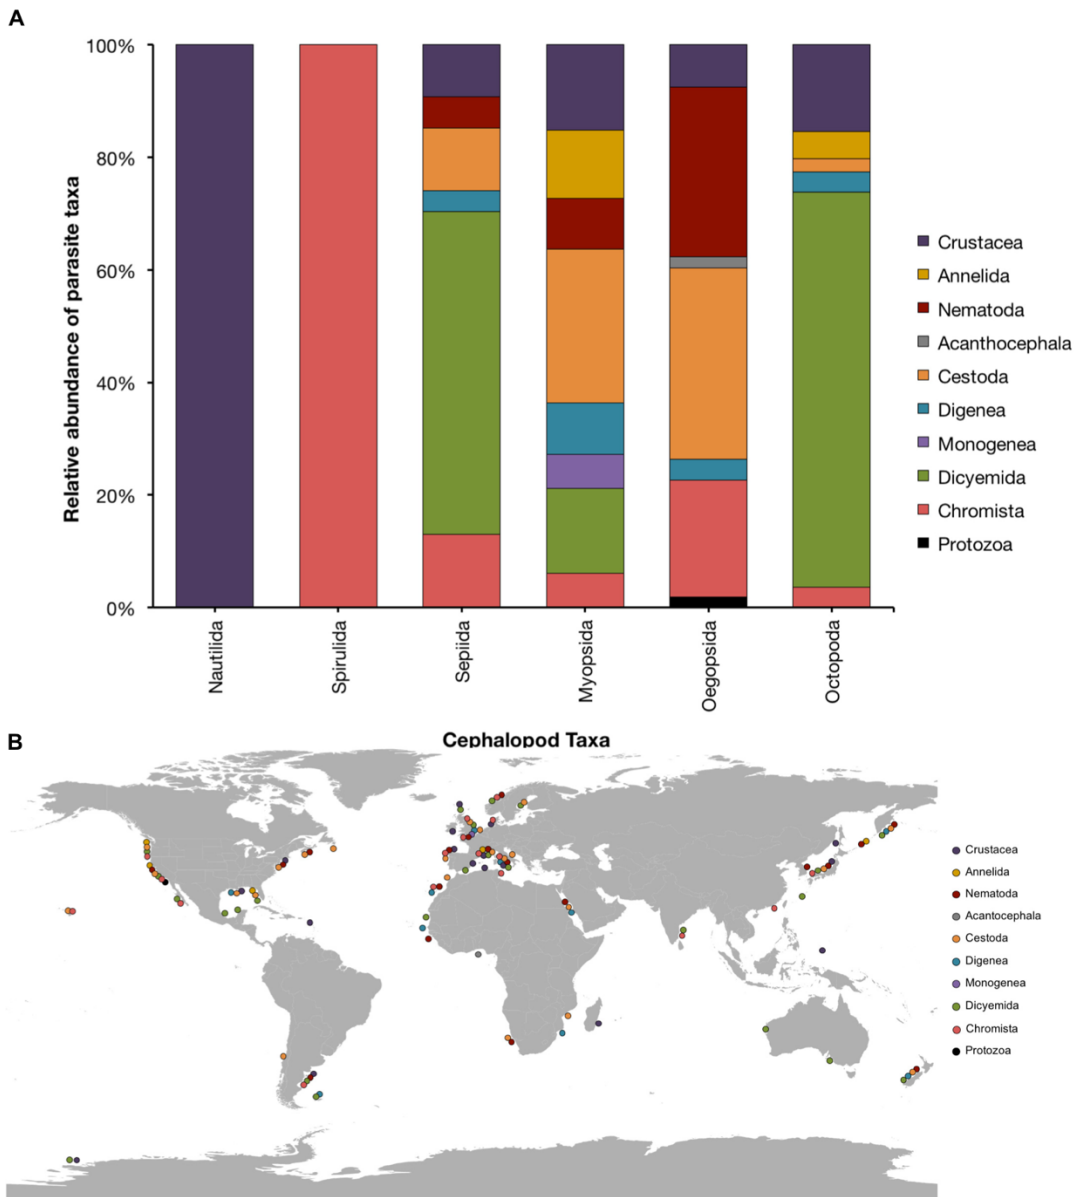 A
Relative abundance of parasite taxa
100%
80%
60%
40%
20%
0%
Nautilida
Spirulida
Sepiida
Myopsida
Oegopsida
Octopoda
Crustacea
Annelida
Nematoda
Acanthocephala
Cestoda
Digenea
Monogenea
Dicyemida
Chromista
Protozoa
B
Cephalopod Taxa
Crustacea
Annelida
Nematoda
Acantocephala
Cestoda
Digenea
Monogenea
Dicyemida
Chromista
Protozoa